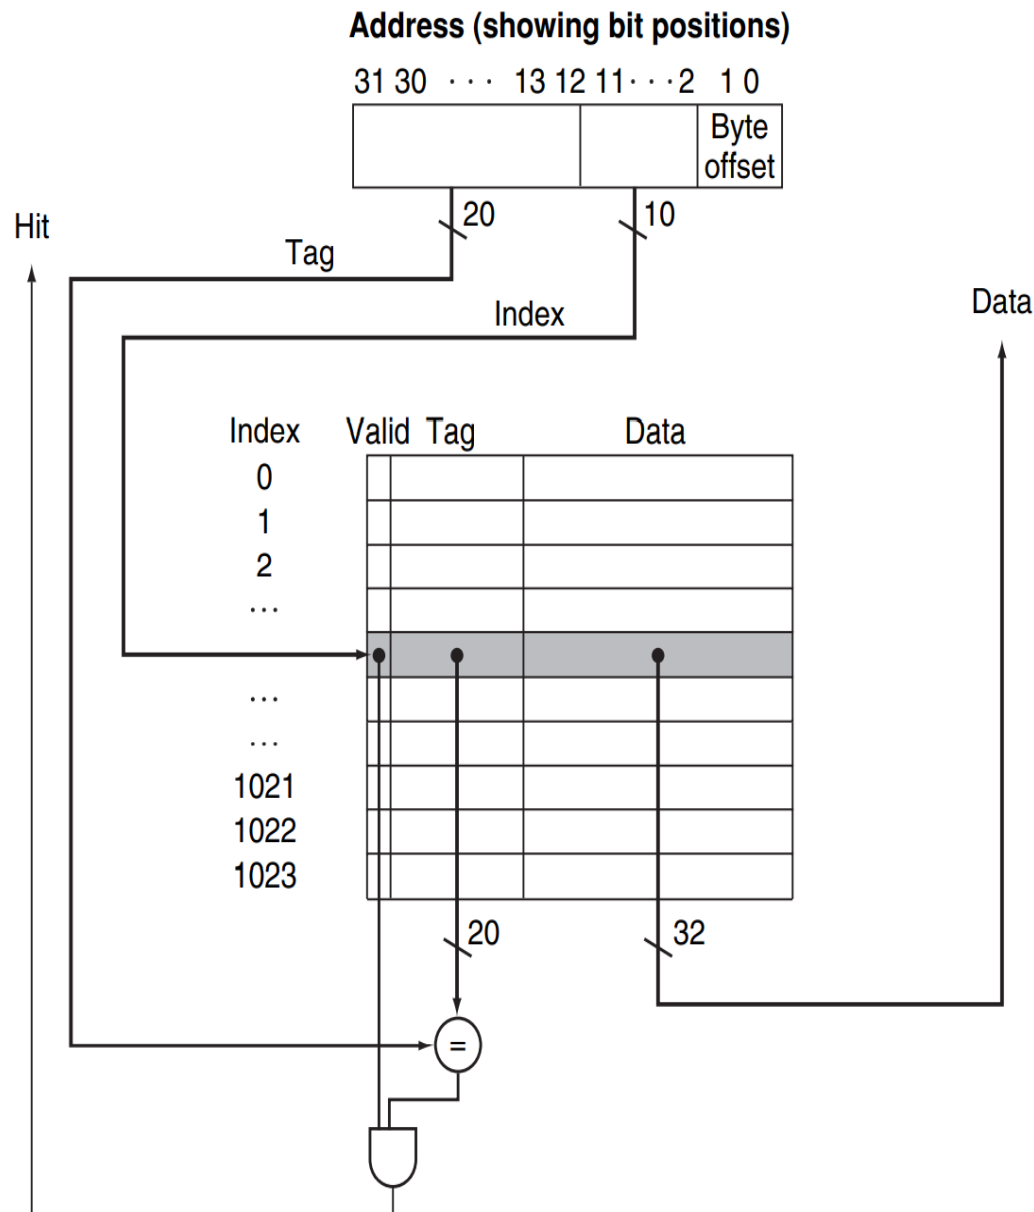 Address (showing bit positions)
31 30 · · · 13 12 11 · · · 2 1 0
Byte
offset
20 10
Hit
Tag
Data
Index
Index Valid Tag Data
0
1
2
· · ·
· · ·
· · ·
1021
1022
1023
20 32
=